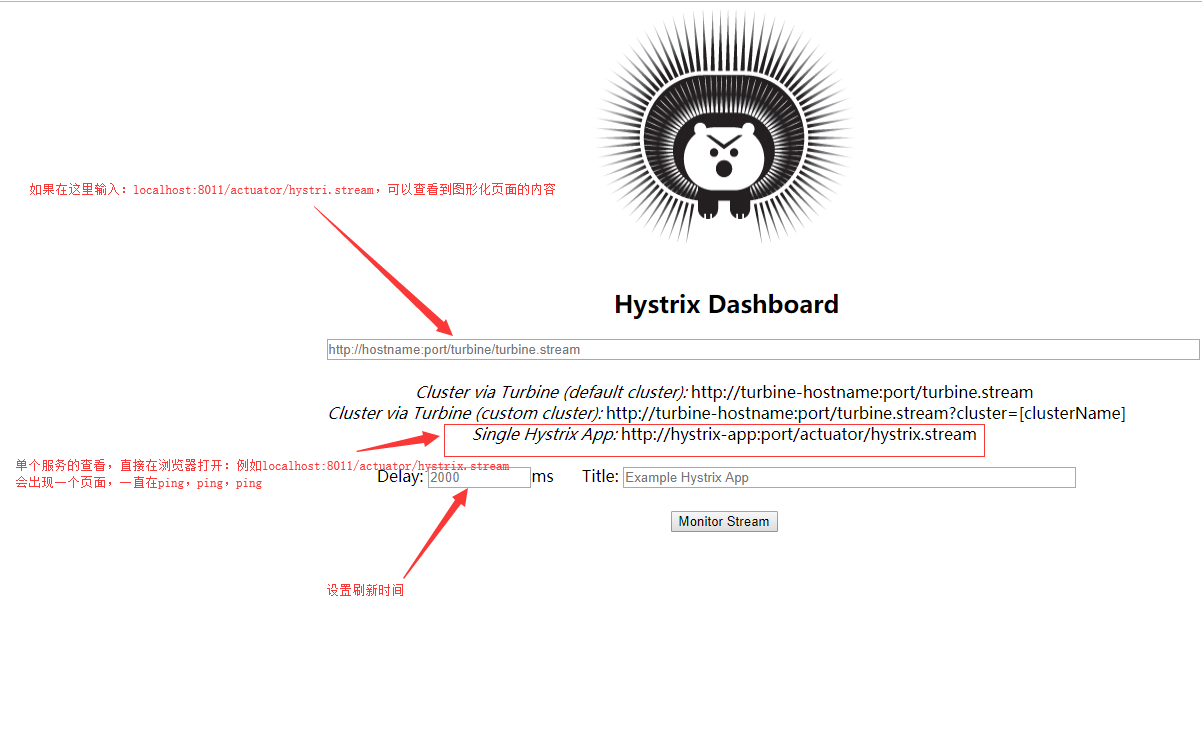 如果在这里输入：localhost:8011/actuator/hystri.stream，可以查看到图形化页面的内容
Hystrix Dashboard
http://hostname:port/turbine/turbine.stream
Cluster via Turbine (default cluster): http://turbine-hostname:port/turbine.stream
Cluster via Turbine (custom cluster): http://turbine-hostname:port/turbine.stream?cluster=[clusterName]
Single Hystrix App: http://hystrix-app:port/actuator/hystrix.stream
单个服务的查看，直接在浏览器打开：例如localhost:8011/actuator/hystrix.stream
会出现一个页面，一直在ping，ping，ping
Delay: 2000 ms Title: Example Hystrix App
Monitor Stream
设置刷新时间